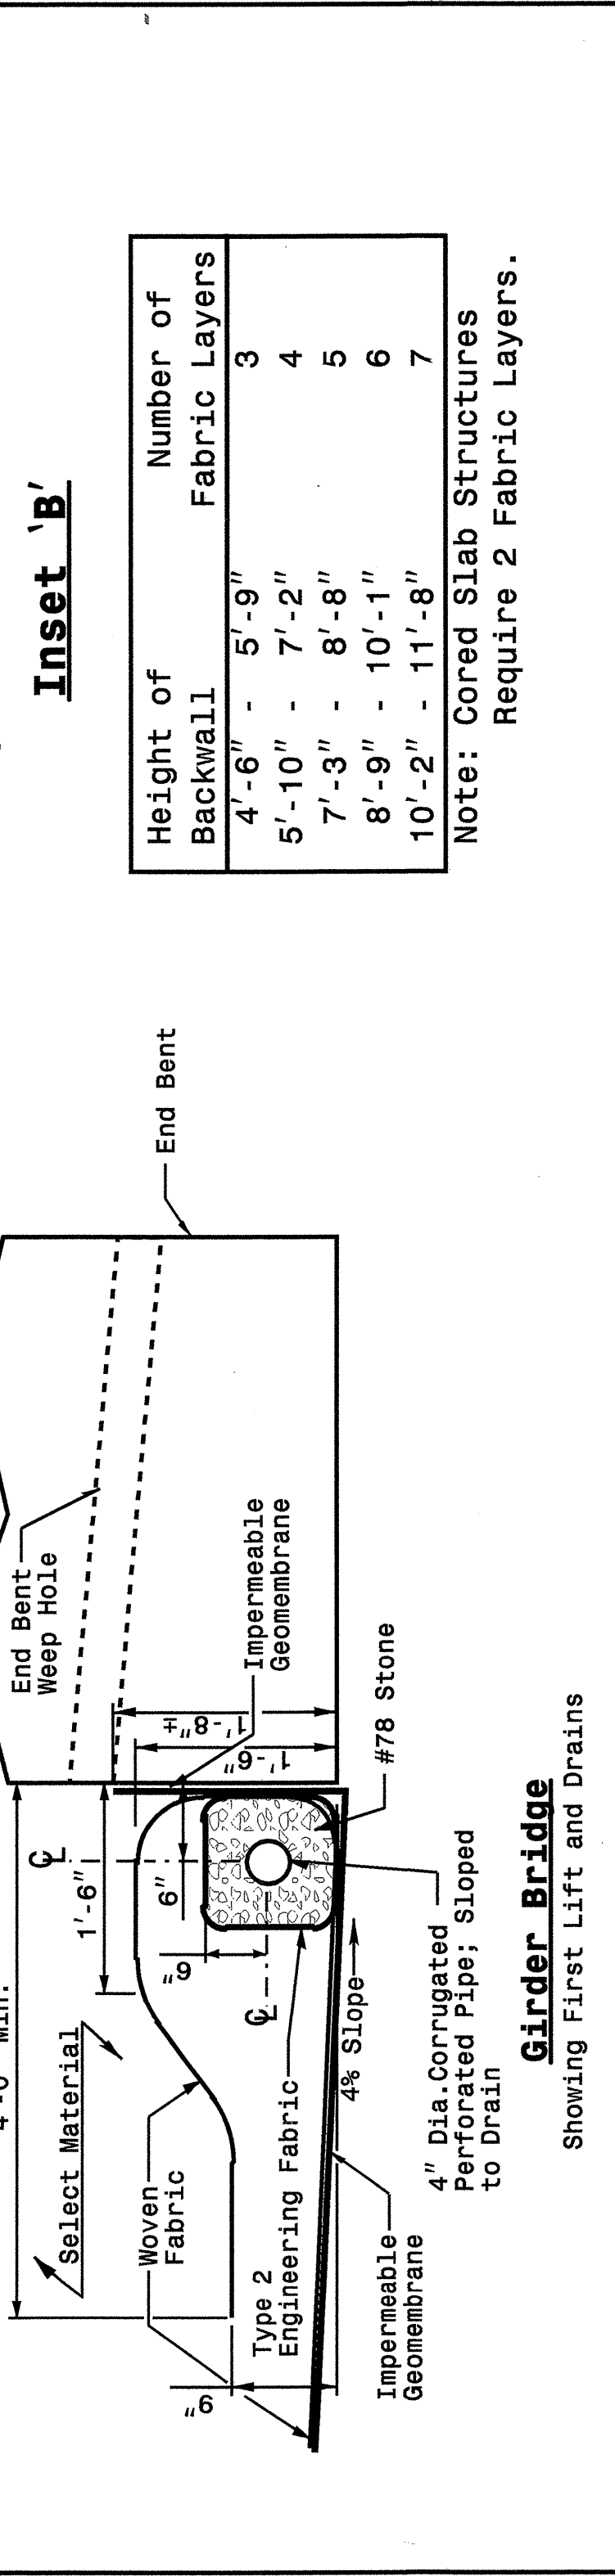 Inset 'B'
Height of Number of
Backwall Fabric Layers
4'-6" - 5'-9" 3
5'-10" - 7'-2" 4
7'-3" - 8'-8" 5
8'-9" - 10'-1" 6
10'-2" - 11'-8" 7
Note: Cored Slab Structures
Require 2 Fabric Layers.
End Bent
End Bent
Weep Hole
Impermeable
Geomembrane
1'-8"±
1'-6"
#78 Stone
CL
1'-6"
6"
6"
CL
Select Material
Woven
Fabric
9"
Type 2
Engineering Fabric
4% Slope
Impermeable
Geomembrane
4" Dia.Corrugated
Perforated Pipe; Sloped
to Drain
Girder Bridge
Showing First Lift and Drains